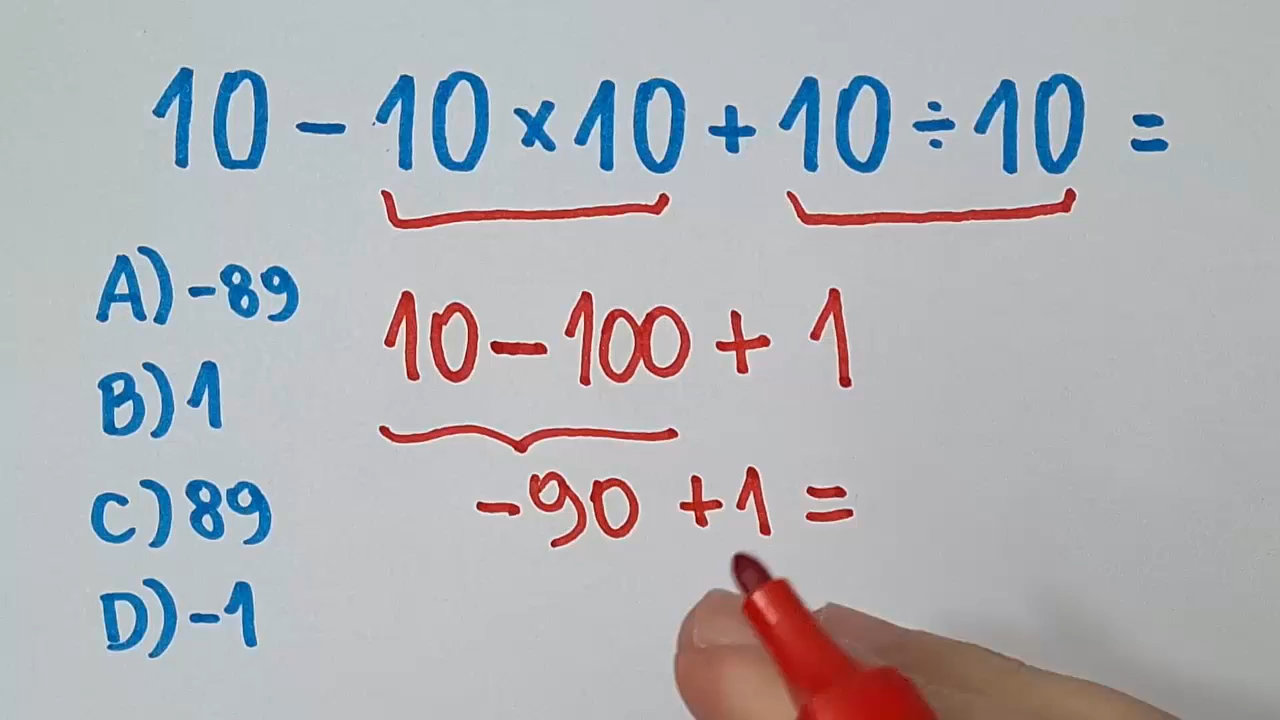 10 - 10 × 10 + 10 ÷ 10 =
A) -89
10 - 100 + 1
B) 1
C) 89
-90 + 1 =
D) -1